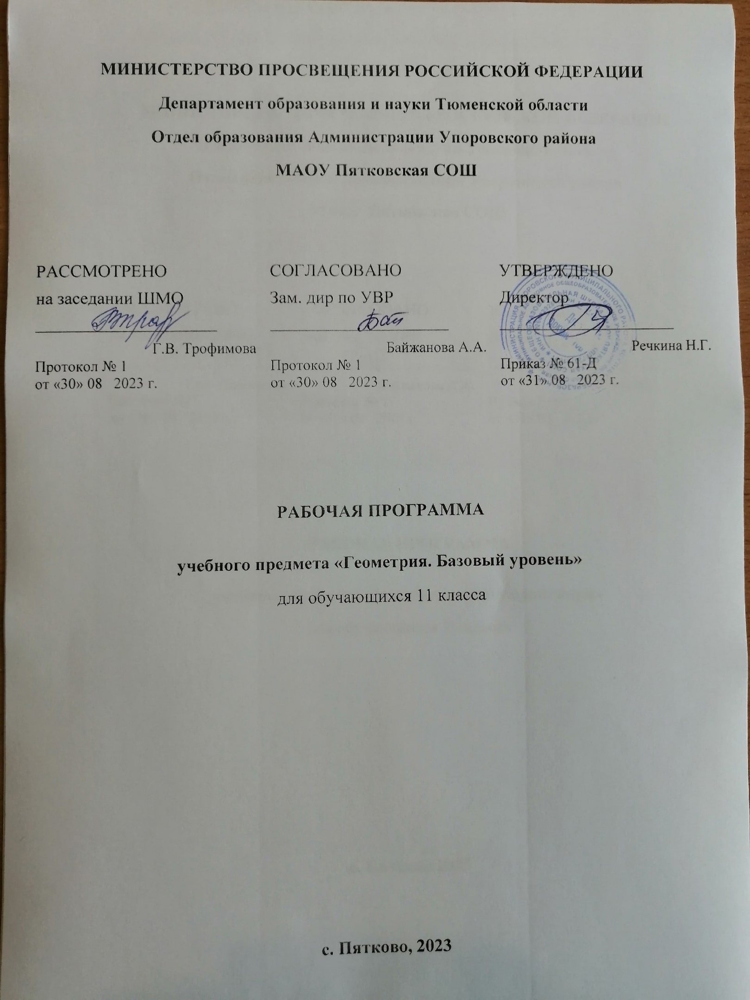 МИНИСТЕРСТВО ПРОСВЕЩЕНИЯ РОССИЙСКОЙ ФЕДЕРАЦИИ
Департамент образования и науки Тюменской области
Отдел образования Администрации Упоровского района
МАОУ Пятковская СОШ
РАССМОТРЕНО
на заседании ШМО
Г.В. Трофимова
Протокол № 1
от «30» 08 2023 г.
СОГЛАСОВАНО
Зам. дир по УВР
Байжанова А.А.
Протокол № 1
от «30» 08 2023 г.
УТВЕРЖДЕНО
Директор
Речкина Н.Г.
Приказ № 61-Д
от «31» 08 2023 г.
РАБОЧАЯ ПРОГРАММА
учебного предмета «Геометрия. Базовый уровень»
для обучающихся 11 класса
с. Пятково, 2023